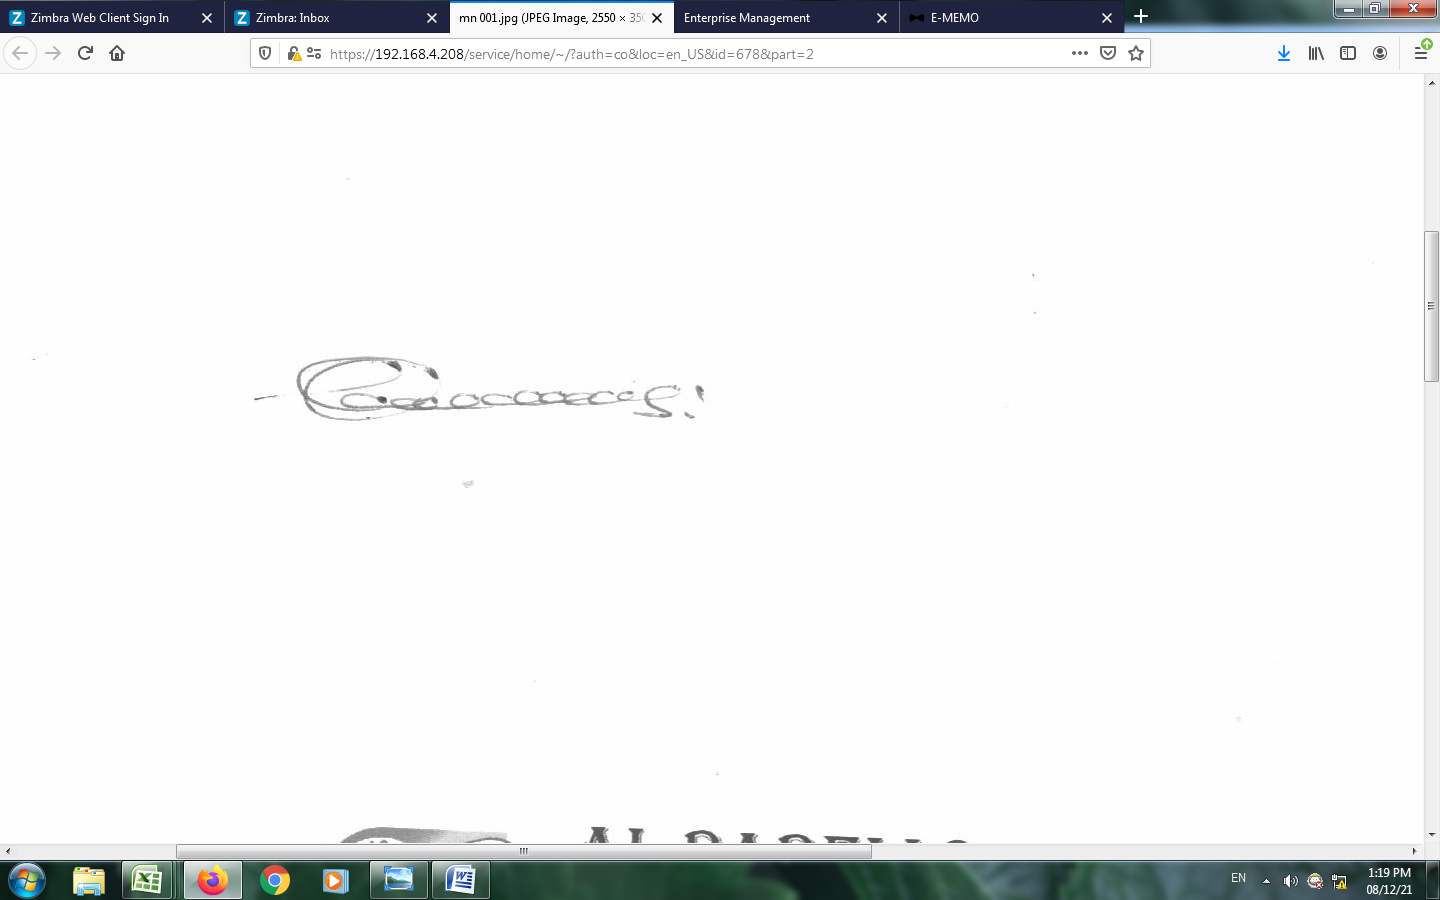 Zimbra Web Client Sign In
Zimbra: Inbox
mn 001.jpg (JPEG Image, 2550 × 350
Enterprise Management
E-MEMO
https://192.168.4.208/service/home/~/?auth=co&loc=en_US&id=678&part=2
EN
1:19 PM
08/12/21